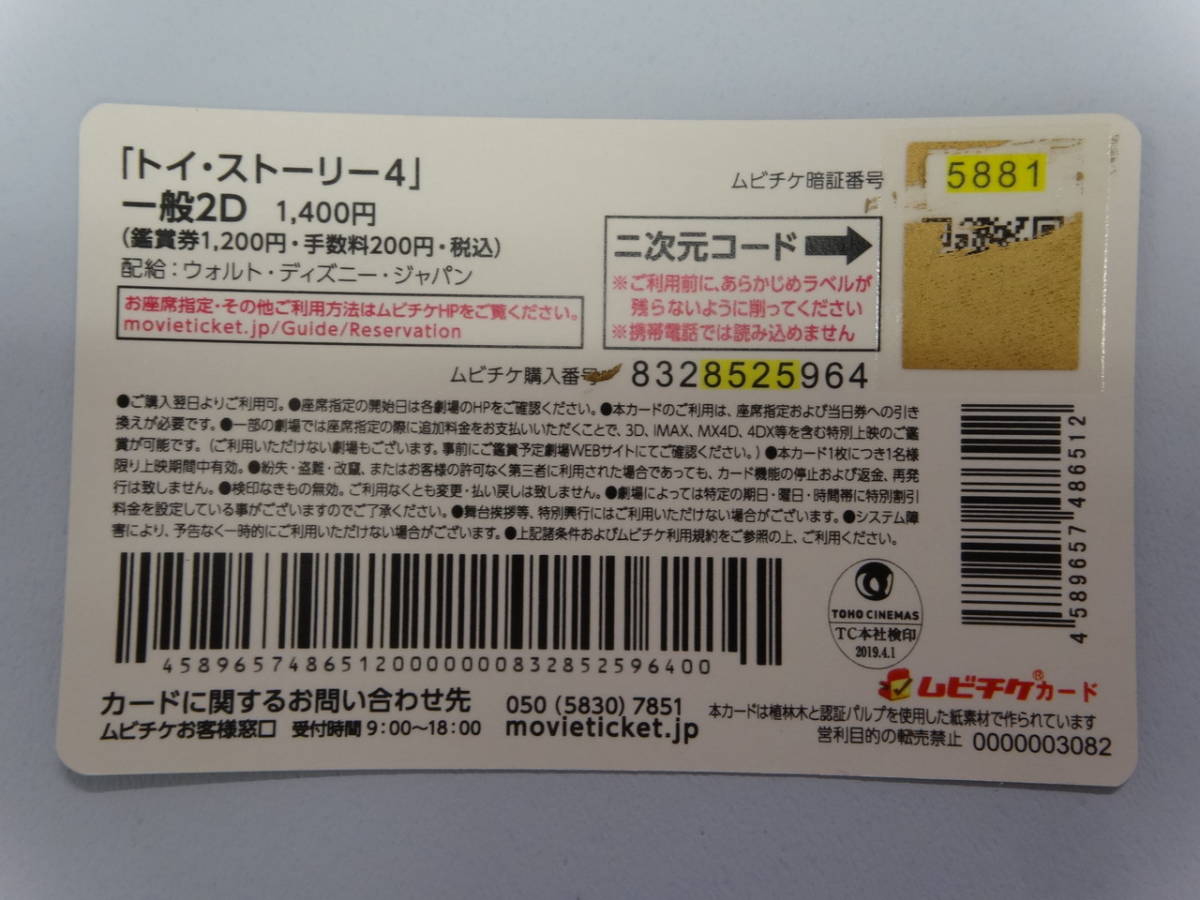 「トイ・ストーリー4」
一般2D 1,400円
(鑑賞券1,200円・手数料200円・税込)
配給：ウォルト・ディズニー・ジャパン
お座席指定・その他ご利用方法はムビチケHPをご覧ください。
movieticket.jp/Guide/Reservation
ムビチケ暗証番号 5881
二次元コード
※ご利用前に、あらかじめラベルが
残らないように削ってください
※携帯電話では読み込めません
ムビチケ購入番号 8328525964
●ご購入翌日よりご利用可。●座席指定の開始日は各劇場のHPをご確認ください。●本カードのご利用は、座席指定および当日券への引き
換えが必要です。●一部の劇場では座席指定の際に追加料金をお支払いいただくことで、3D、IMAX、MX4D、4DX等を含む特別上映のご鑑
賞が可能です。(ご利用いただけない劇場もございます。事前にご鑑賞予定劇場WEBサイトにてご確認ください。)●本カード1枚につき1名様
限り上映期間中有効。●紛失・盗難・改竄、またはお客様の許可なく第三者に利用された場合であっても、カード機能の停止および返金、再発
行は致しません。●検印なきもの無効。ご利用なくとも変更・払い戻しは致しません。●劇場によっては特定の期日・曜日・時間帯に特別割引
料金を設定している事がございますのでご了承ください。●舞台挨拶等、特別興行にはご利用いただけない場合がございます。●システム障
害により、予告なく一時的にご利用いただけない場合がございます。●上記諸条件およびムビチケ利用規約をご参照の上、ご利用ください。
45896574865120000000832852596400
TOHO CINEMAS
TC本社検印
2019.4.1
4 589657 486512
カードに関するお問い合わせ先 050 (5830) 7851
ムビチケお客様窓口 受付時間 9:00〜18:00 movieticket.jp
ムビチケ®カード
本カードは植林木と認証パルプを使用した紙素材で作られています
営利目的の転売禁止 0000003082